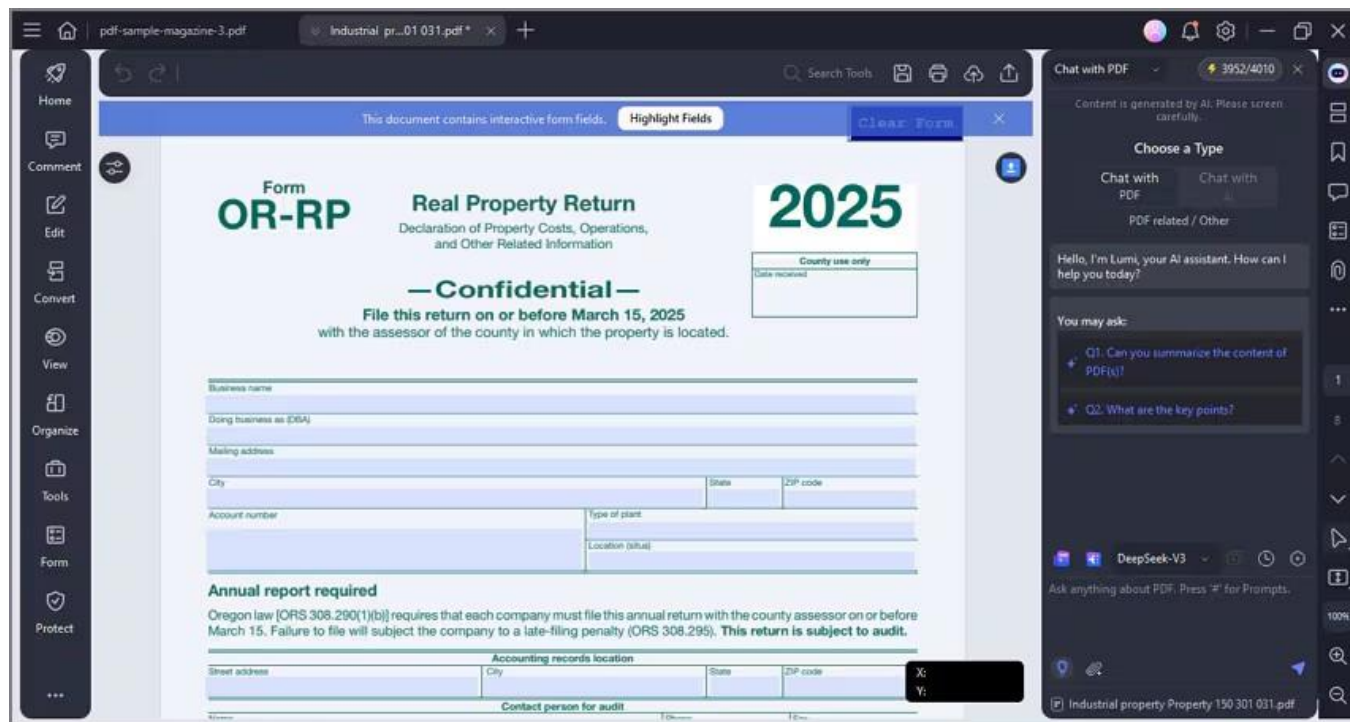 pdf-sample-magazine-3.pdf
Industrial pr...01 031.pdf *
Home
Comment
Edit
Convert
View
Organize
Tools
Form
Protect
Search Tools
This document contains interactive form fields.
Highlight Fields
Clear Form
Form
OR-RP
Real Property Return
Declaration of Property Costs, Operations,
and Other Related Information
2025
County use only
Date received
—Confidential—
File this return on or before March 15, 2025
with the assessor of the county in which the property is located.
Business name
Doing business as (DBA)
Mailing address
City State ZIP code
Account number Type of plant
Location (situs)
Annual report required
Oregon law [ORS 308.290(1)(b)] requires that each company must file this annual return with the county assessor on or before
March 15. Failure to file will subject the company to a late-filing penalty (ORS 308.295). This return is subject to audit.
Accounting records location
Street address City State ZIP code
Contact person for audit
X:
Y:
Chat with PDF
3952/4010
Content is generated by AI. Please screen
carefully.
Choose a Type
Chat with
PDF
Chat with
PDF related / Other
Hello, I'm Lumi, your AI assistant. How can I
help you today?
You may ask:
Q1. Can you summarize the content of
PDF(s)?
Q2. What are the key points?
DeepSeek-V3
Ask anything about PDF. Press '#' for Prompts.
Industrial property Property 150 301 031.pdf
1
8
100%